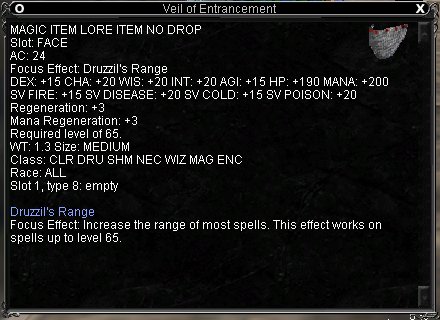 O Veil of Entrancement X
MAGIC ITEM LORE ITEM NO DROP
Slot: FACE
AC: 24
Focus Effect: Druzzil's Range
DEX: +15 CHA: +20 WIS: +20 INT: +20 AGI: +15 HP: +190 MANA: +200
SV FIRE: +15 SV DISEASE: +20 SV COLD: +15 SV POISON: +20
Regeneration: +3
Mana Regeneration: +3
Required level of 65.
WT: 1.3 Size: MEDIUM
Class: CLR DRU SHM NEC WIZ MAG ENC
Race: ALL
Slot 1, type 8: empty
Druzzil's Range
Focus Effect: Increase the range of most spells. This effect works on
spells up to level 65.